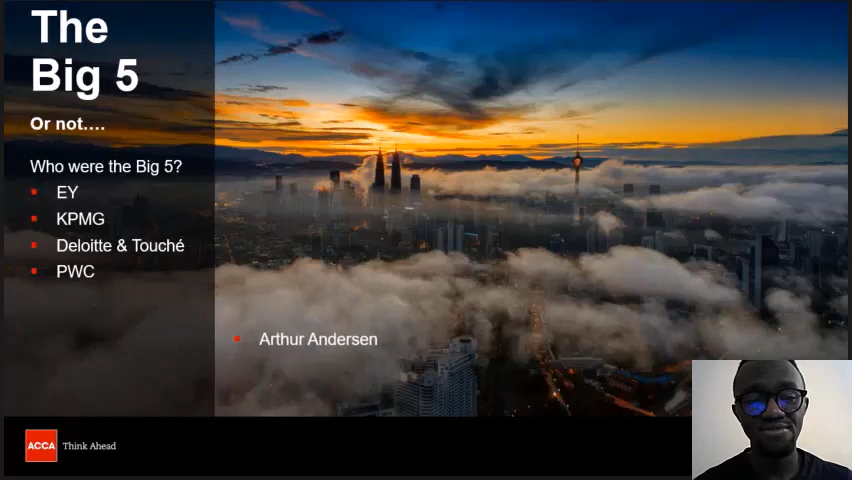 The
Big 5
Or not....
Who were the Big 5?
EY
KPMG
Deloitte & Touché
PWC
Arthur Andersen
ACCA Think Ahead